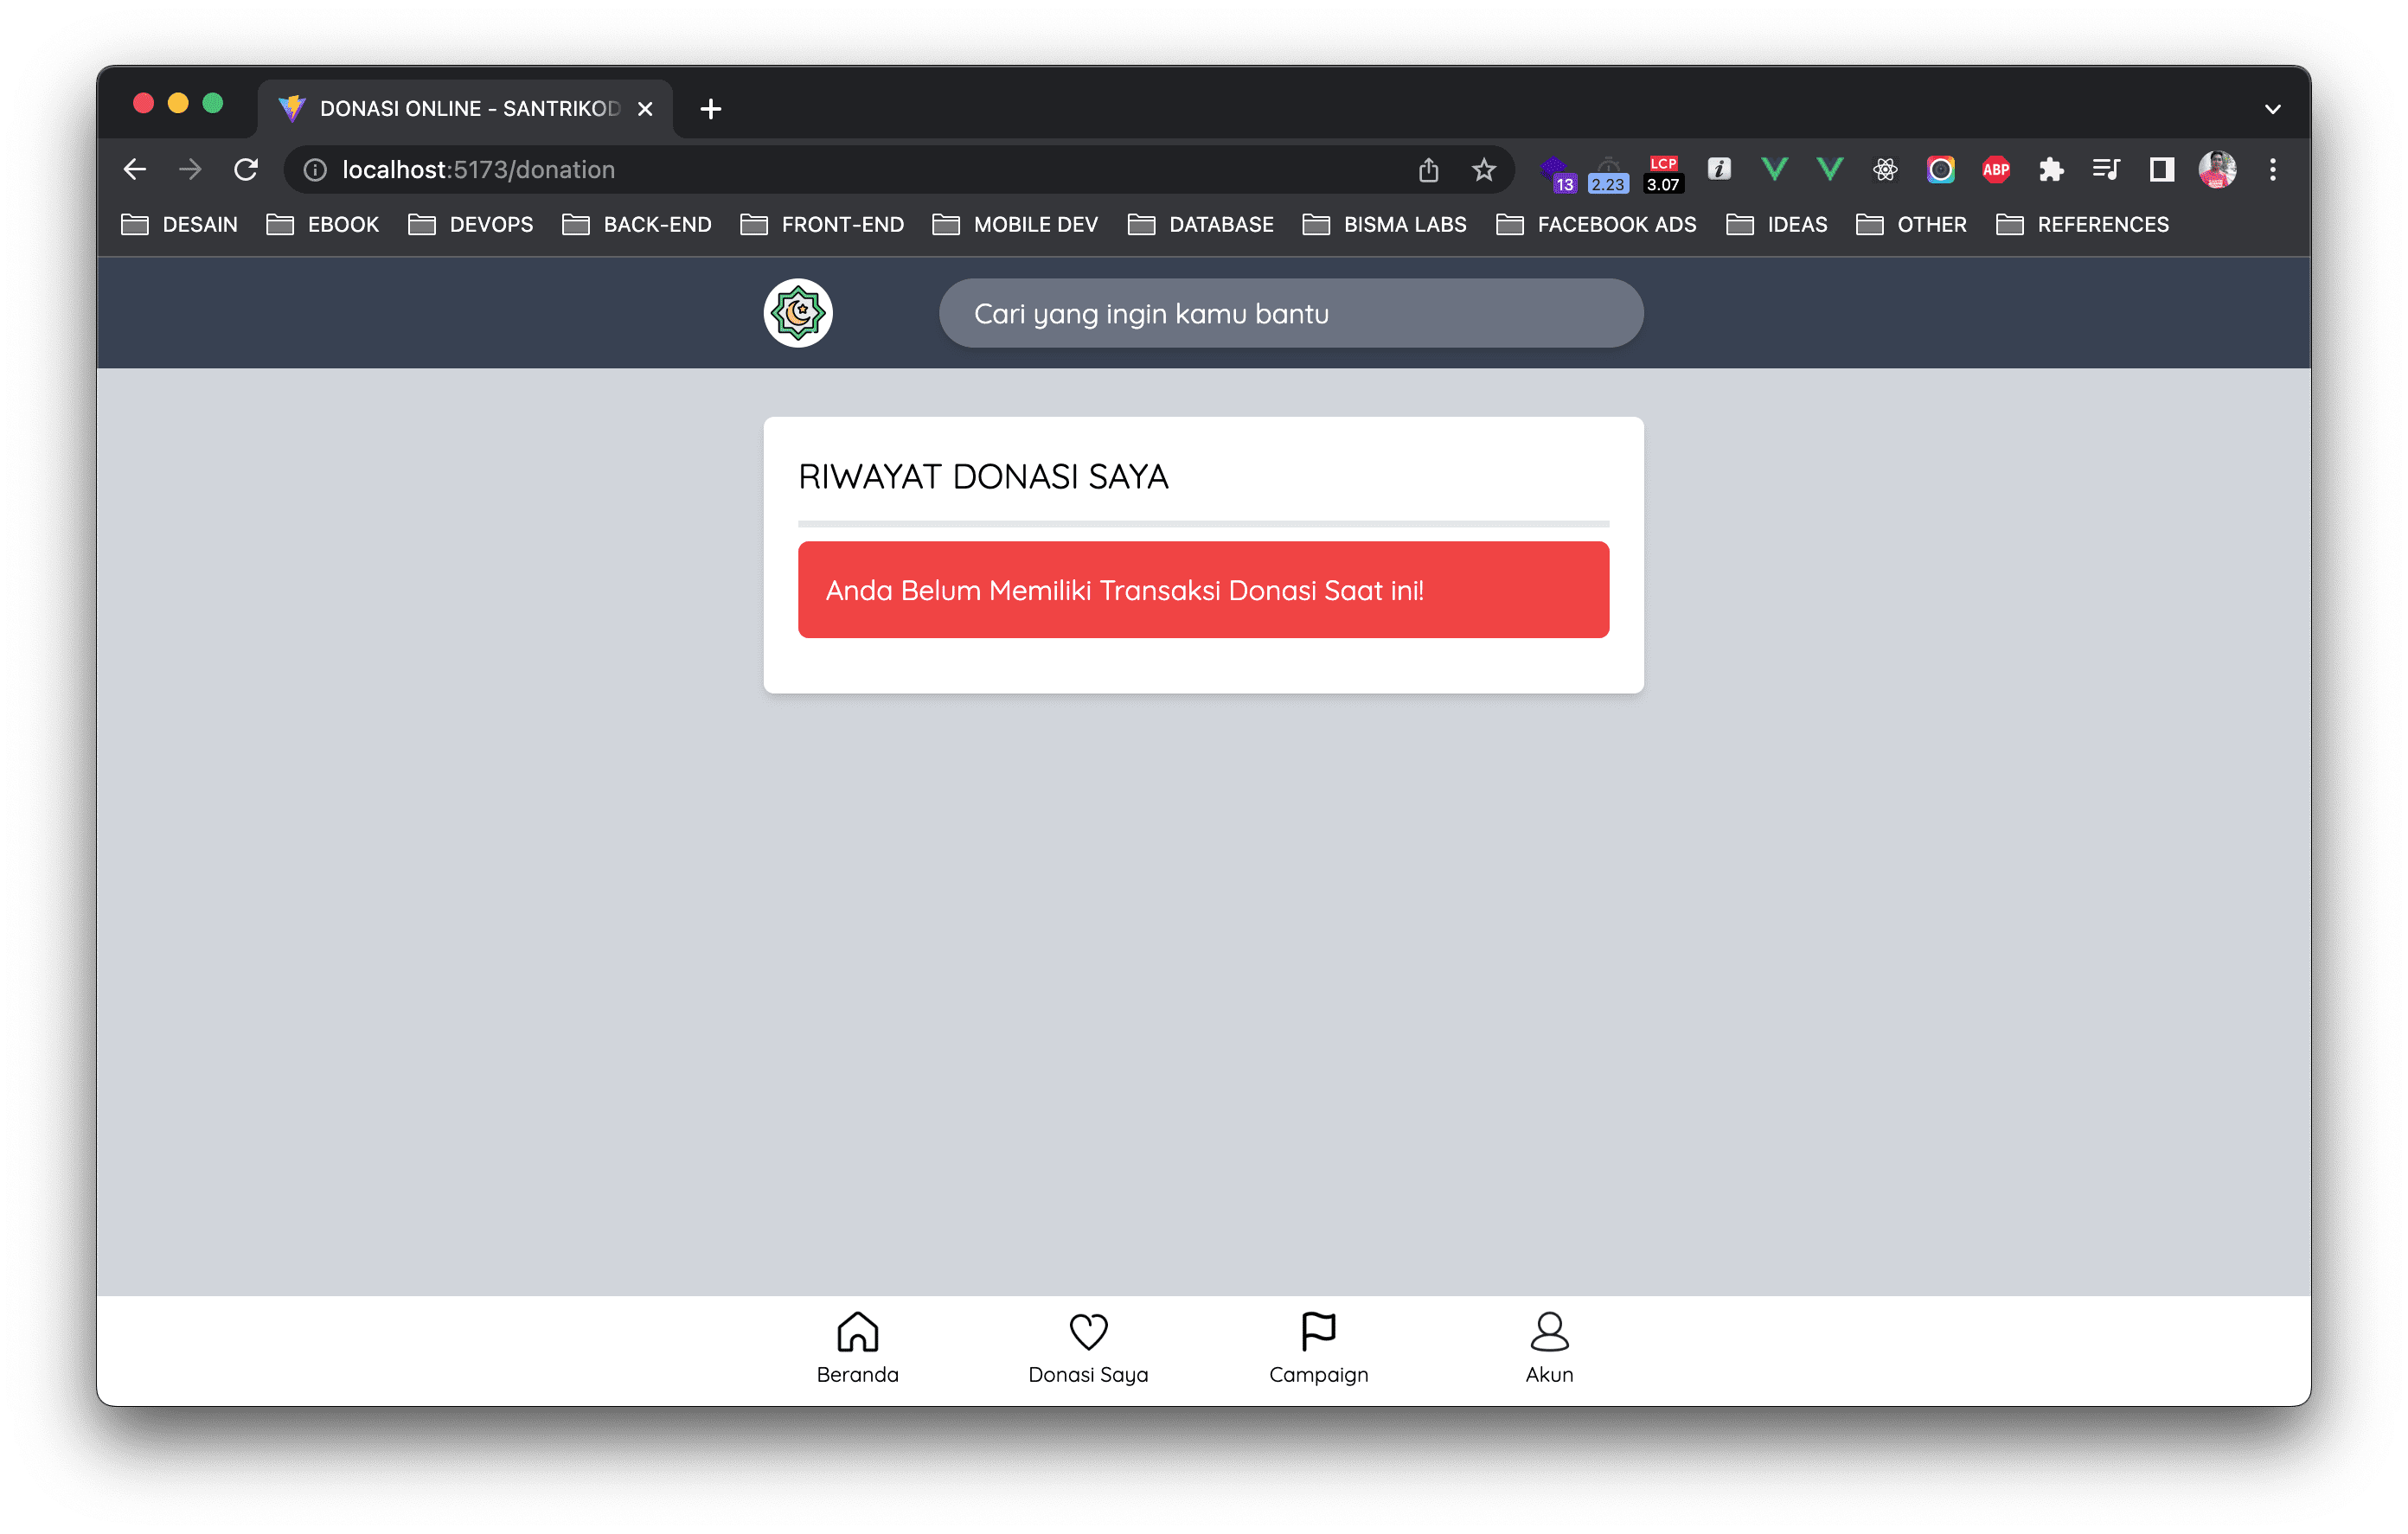 DONASI ONLINE - SANTRIKOD
localhost:5173/donation
13
2.23
LCP
3.07
ABP
DESAIN EBOOK DEVOPS BACK-END FRONT-END MOBILE DEV DATABASE BISMA LABS FACEBOOK ADS IDEAS OTHER REFERENCES
Cari yang ingin kamu bantu
RIWAYAT DONASI SAYA
Anda Belum Memiliki Transaksi Donasi Saat ini!
Beranda Donasi Saya Campaign Akun